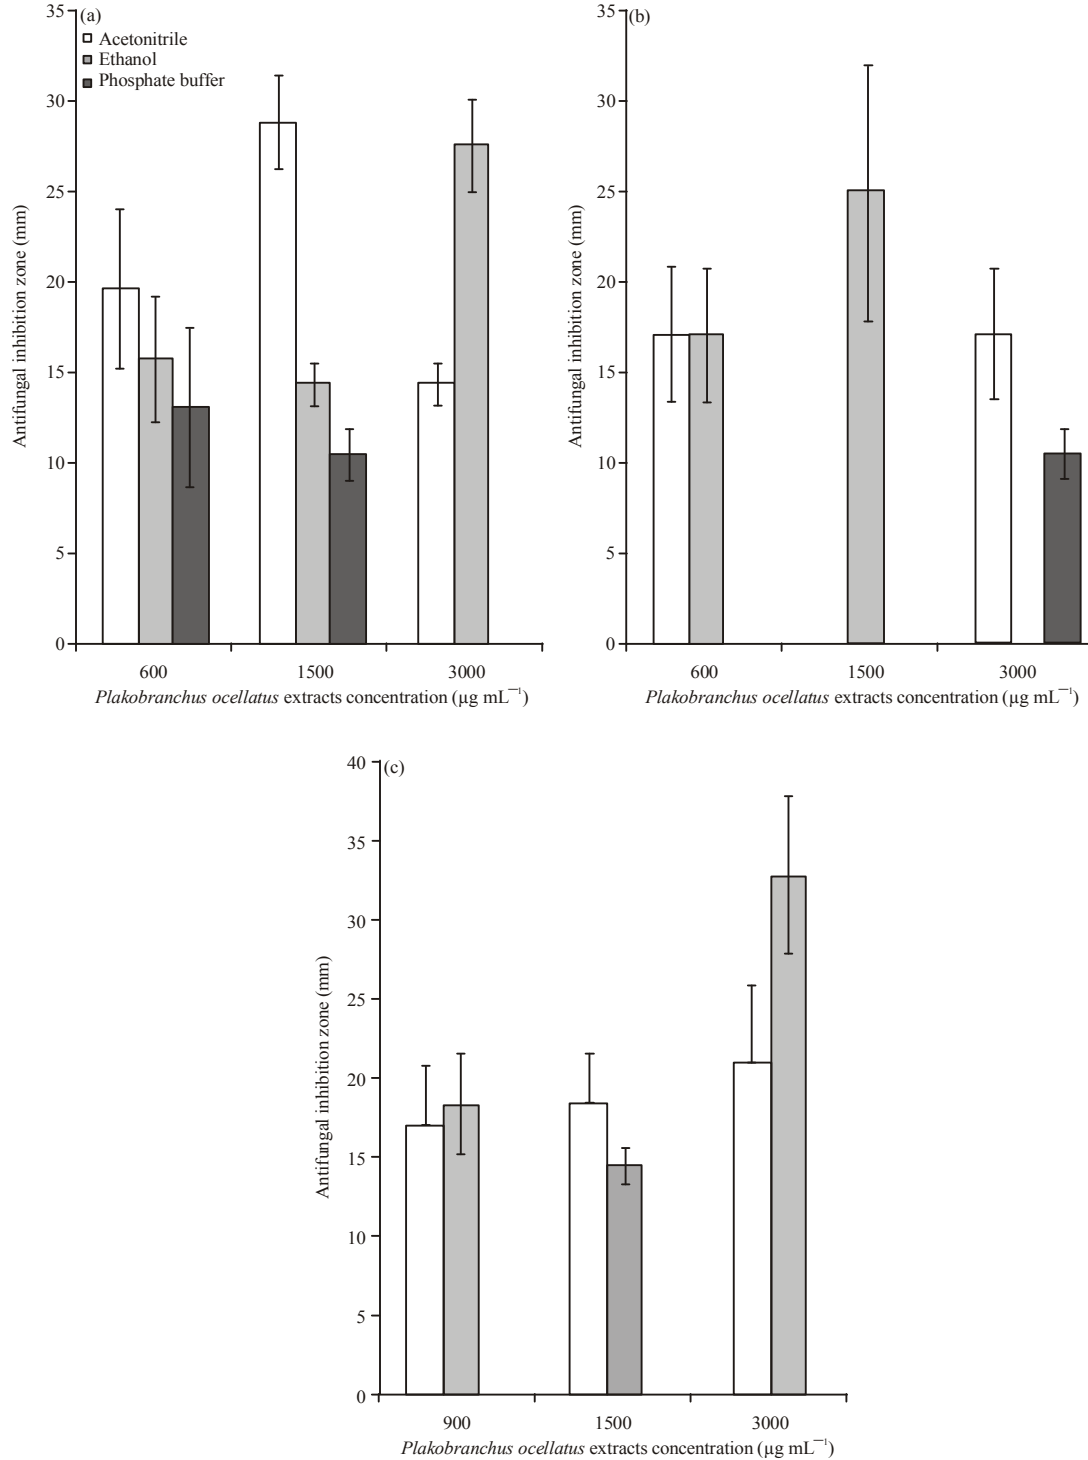 (a)
Acetonitrile
Ethanol
Phosphate buffer
35
30
25
20
15
10
5
0
Antifungal inhibition zone (mm)
600 1500 3000
Plakobranchus ocellatus extracts concentration (µg mL⁻¹)
(b)
35
30
25
20
15
10
5
0
Antifungal inhibition zone (mm)
600 1500 3000
Plakobranchus ocellatus extracts concentration (µg mL⁻¹)
(c)
40
35
30
25
20
15
10
5
0
Antifungal inhibition zone (mm)
900 1500 3000
Plakobranchus ocellatus extracts concentration (µg mL⁻¹)